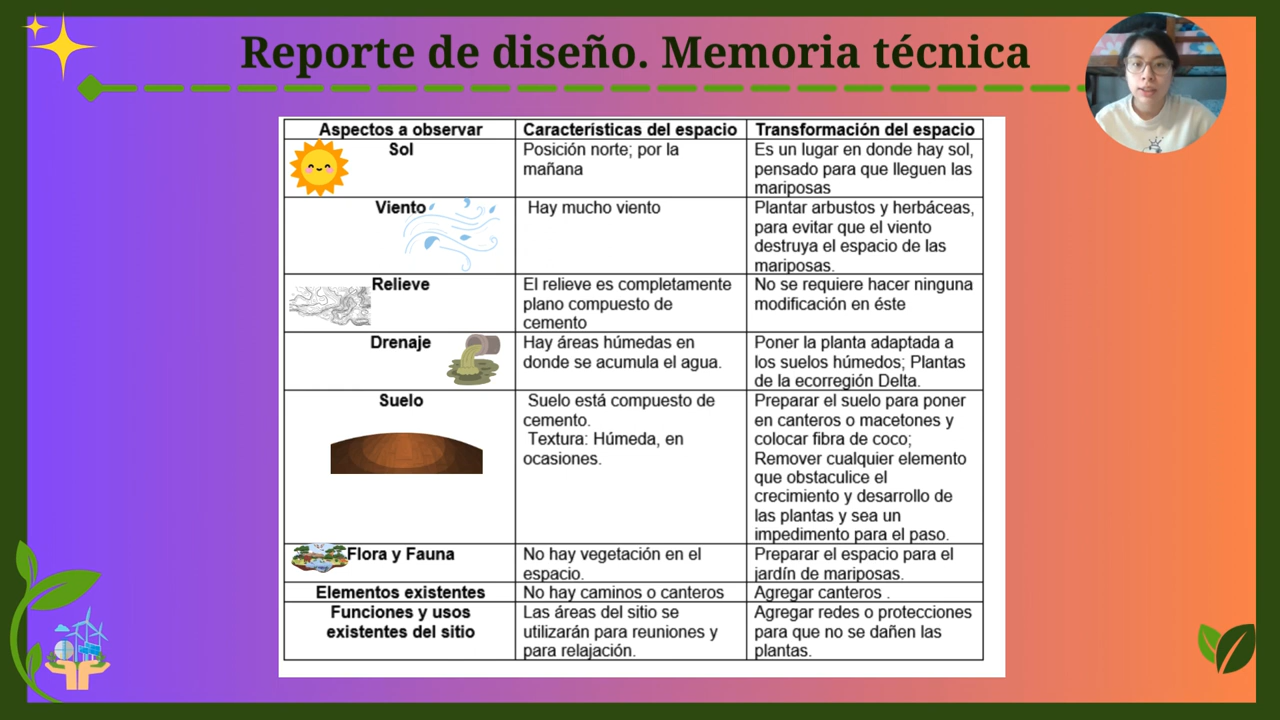 Reporte de diseño. Memoria técnica
Aspectos a observar
Características del espacio
Transformación del espacio
Sol
Posición norte; por la
mañana
Es un lugar en donde hay sol,
pensado para que lleguen las
mariposas
Viento
Hay mucho viento
Plantar arbustos y herbáceas,
para evitar que el viento
destruya el espacio de las
mariposas.
Relieve
El relieve es completamente
plano compuesto de
cemento
No se requiere hacer ninguna
modificación en éste
Drenaje
Hay áreas húmedas en
donde se acumula el agua.
Poner la planta adaptada a
los suelos húmedos; Plantas
de la ecorregión Delta.
Suelo
Suelo está compuesto de
cemento.
Textura: Húmeda, en
ocasiones.
Preparar el suelo para poner
en canteros o macetones y
colocar fibra de coco;
Remover cualquier elemento
que obstaculice el
crecimiento y desarrollo de
las plantas y sea un
impedimento para el paso.
Flora y Fauna
No hay vegetación en el
espacio.
Preparar el espacio para el
jardín de mariposas.
Elementos existentes
No hay caminos o canteros
Agregar canteros .
Funciones y usos
existentes del sitio
Las áreas del sitio se
utilizarán para reuniones y
para relajación.
Agregar redes o protecciones
para que no se dañen las
plantas.